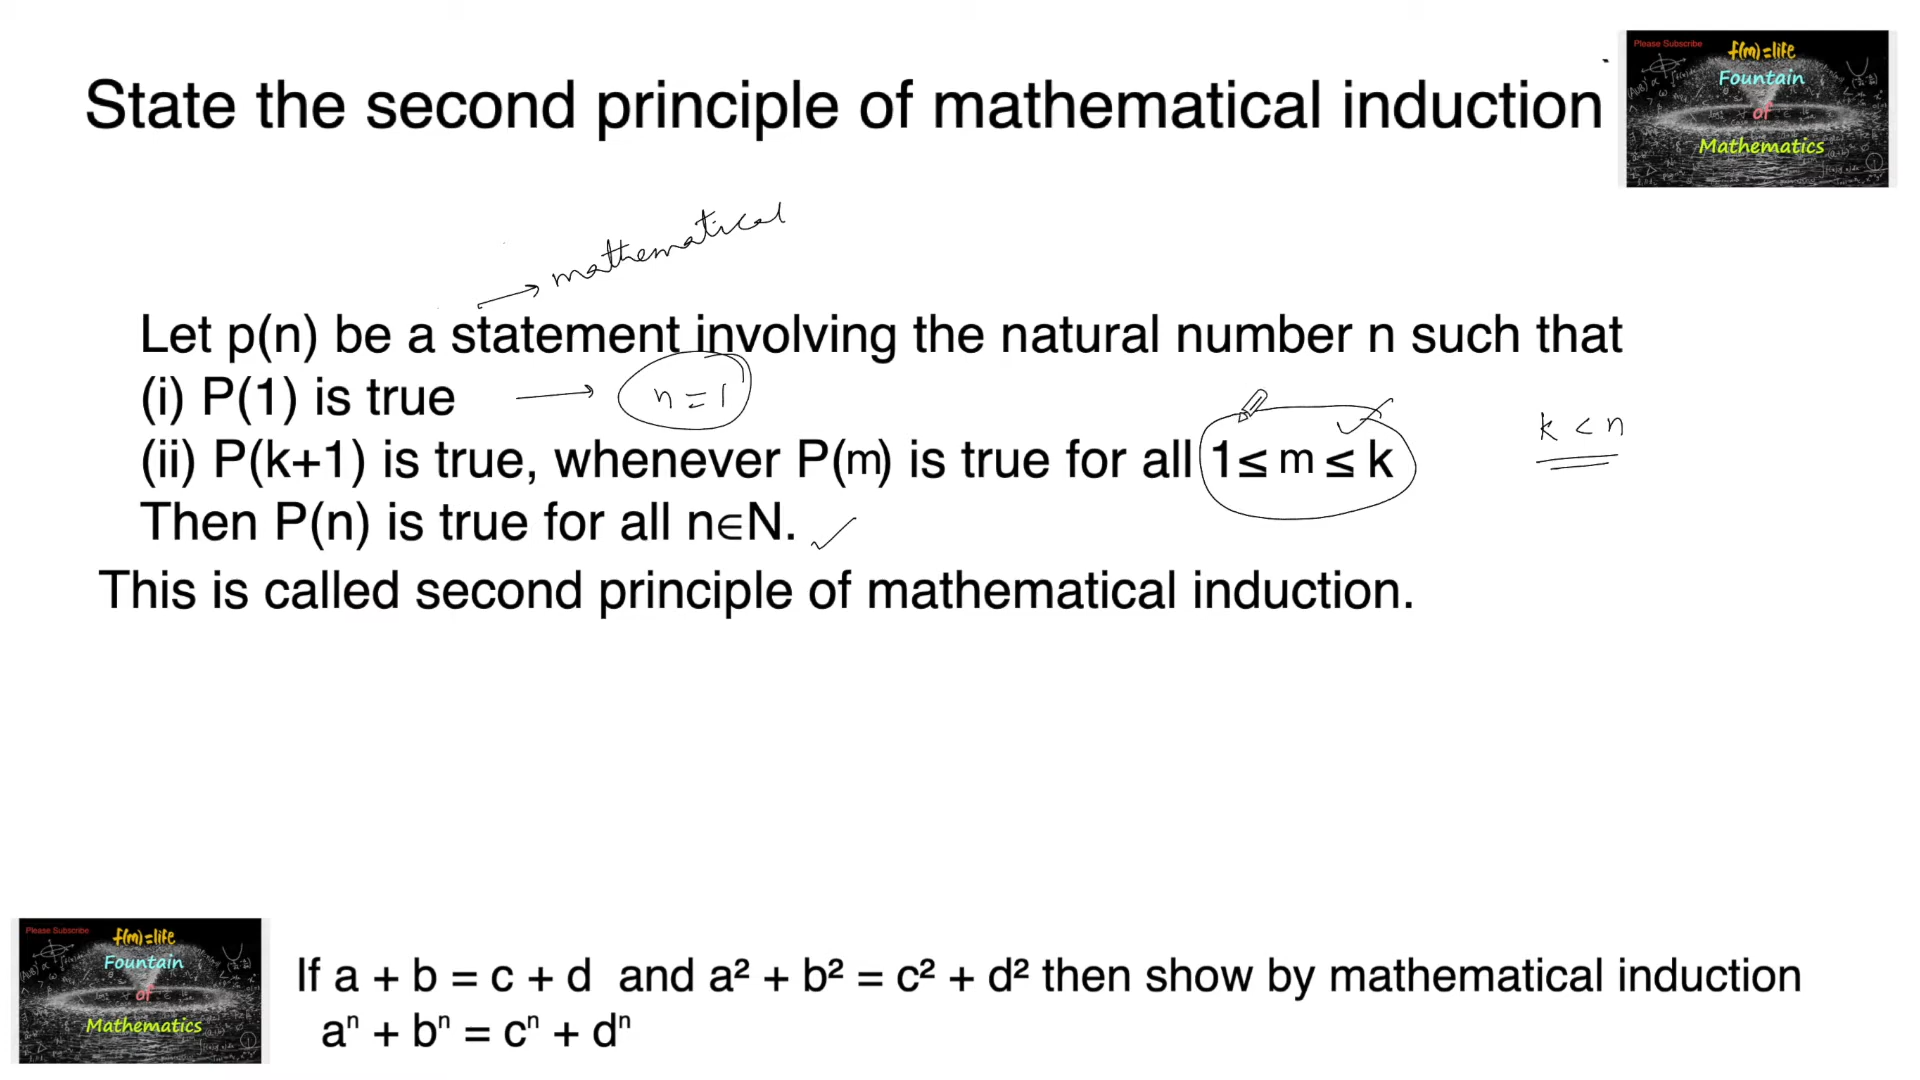 State the second principle of mathematical induction
Please Subscribe
f(m)=life
Fountain
of
Mathematics
mathematical
Let p(n) be a statement involving the natural number n such that
(i) P(1) is true
n = 1
(ii) P(k+1) is true, whenever P(m) is true for all 1≤ m ≤ k
k < n
Then P(n) is true for all n∈N.
This is called second principle of mathematical induction.
Please Subscribe
f(m)=life
Fountain
of
Mathematics
If a + b = c + d and a² + b² = c² + d² then show by mathematical induction
aⁿ + bⁿ = cⁿ + dⁿ